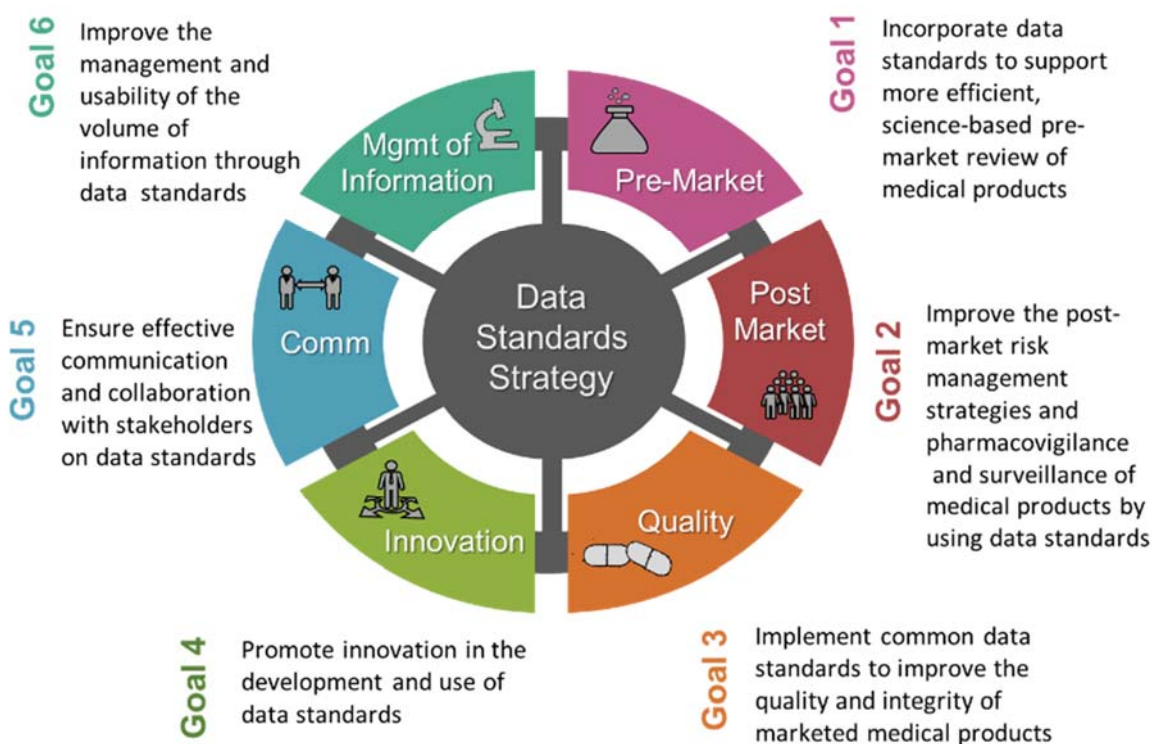 Goal 1
Incorporate data
standards to support
more efficient,
science-based pre-
market review of
medical products
Goal 2
Improve the post-
market risk
management
strategies and
pharmacovigilance
and surveillance of
medical products by
using data standards
Goal 3
Implement common data
standards to improve the
quality and integrity of
marketed medical products
Goal 4
Promote innovation in the
development and use of
data standards
Goal 5
Ensure effective
communication
and collaboration
with stakeholders
on data standards
Goal 6
Improve the
management and
usability of the
volume of
information through
data standards
Mgmt of
Information
Pre-Market
Post
Market
Quality
Innovation
Comm
Data
Standards
Strategy